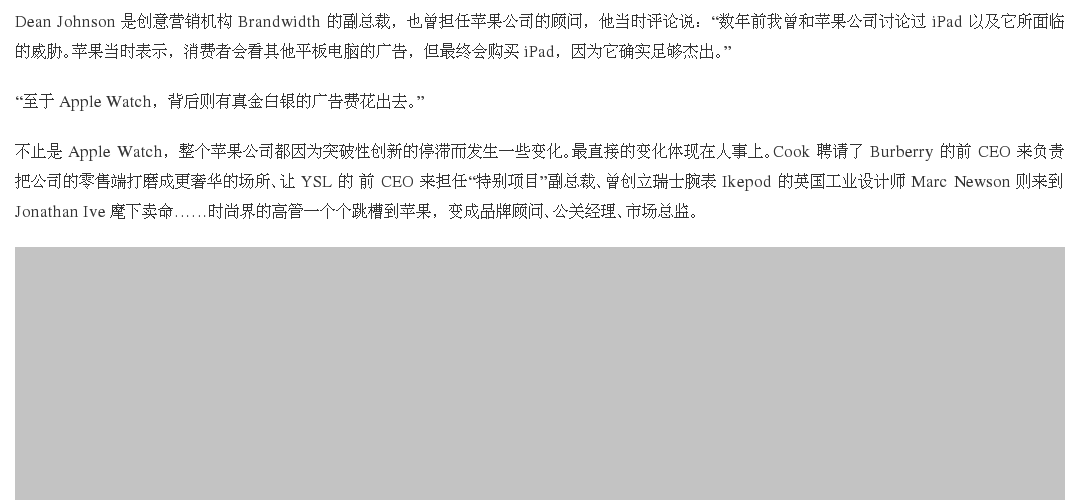 Dean Johnson 是创意营销机构 Brandwidth 的副总裁，也曾担任苹果公司的顾问，他当时评论说：“数年前我曾和苹果公司讨论过 iPad 以及它所面临
的威胁。苹果当时表示，消费者会看其他平板电脑的广告，但最终会购买 iPad，因为它确实足够杰出。”
“至于 Apple Watch，背后则有真金白银的广告费花出去。”
不止是 Apple Watch，整个苹果公司都因为突破性创新的停滞而发生一些变化。最直接的变化体现在人事上。Cook 聘请了 Burberry 的前 CEO 来负责
把公司的零售端打磨成更奢华的场所、让 YSL 的 前 CEO 来担任“特别项目”副总裁、曾创立瑞士腕表 Ikepod 的英国工业设计师 Marc Newson 则来到
Jonathan Ive 麾下卖命……时尚界的高管一个个跳槽到苹果，变成品牌顾问、公关经理、市场总监。